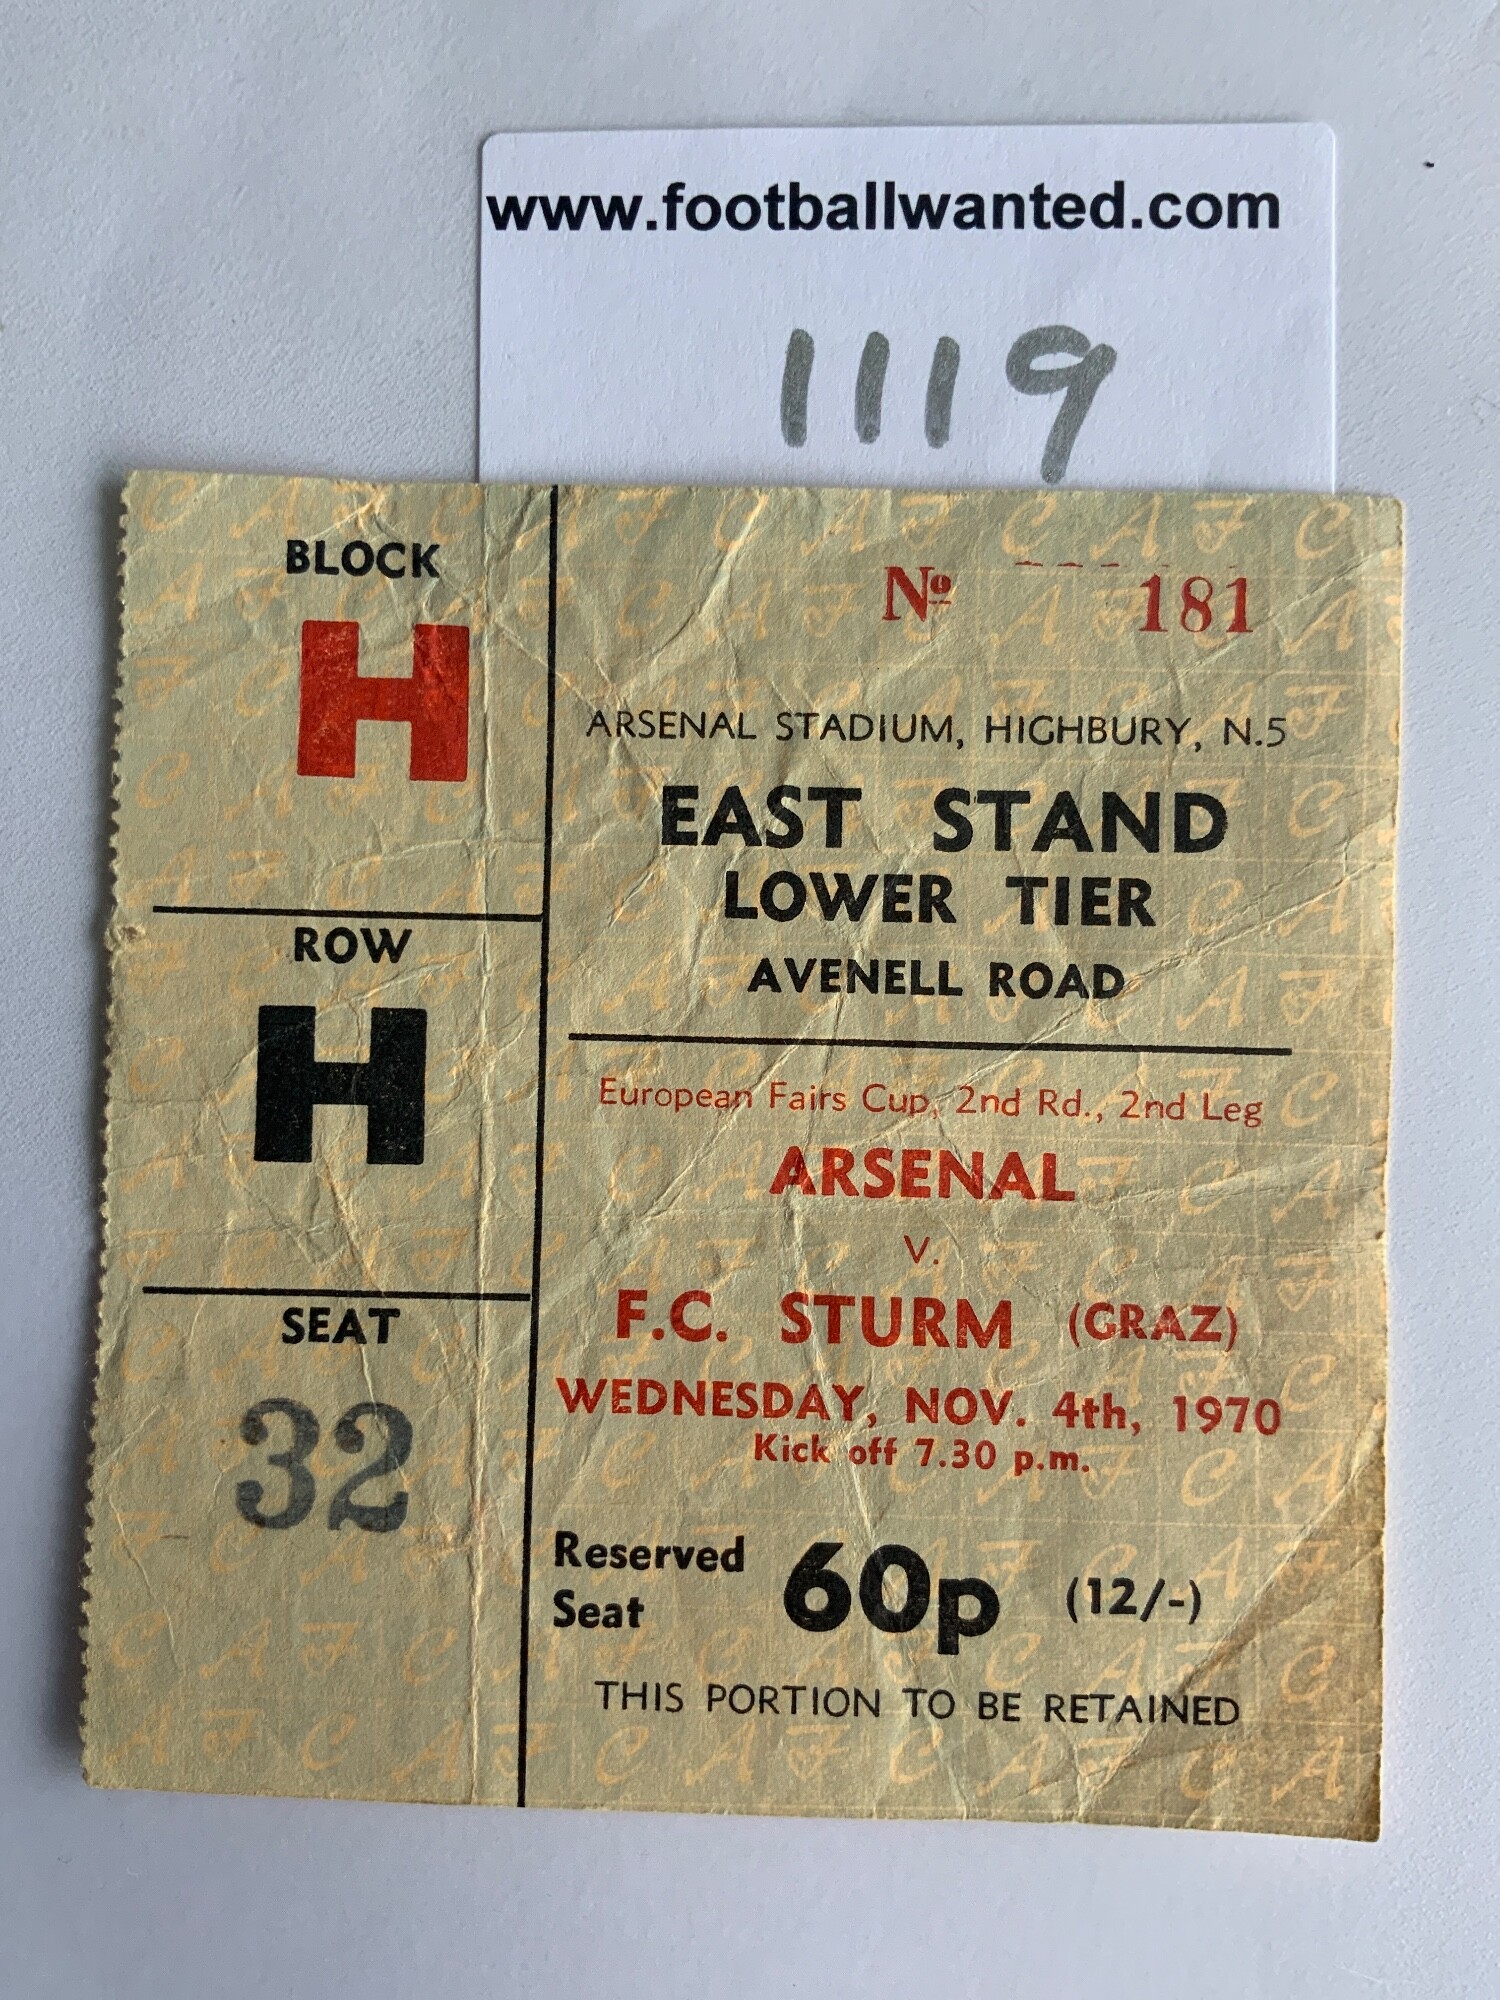 www.footballwanted.com
1119
BLOCK
H
ROW
H
SEAT
32
Nº 181
ARSENAL STADIUM, HIGHBURY, N.5
EAST STAND
LOWER TIER
AVENELL ROAD
European Fairs Cup, 2nd Rd., 2nd Leg
ARSENAL
V.
F.C. STURM (GRAZ)
WEDNESDAY, NOV. 4th, 1970
Kick off 7.30 p.m.
Reserved
Seat
60p (12/-)
THIS PORTION TO BE RETAINED